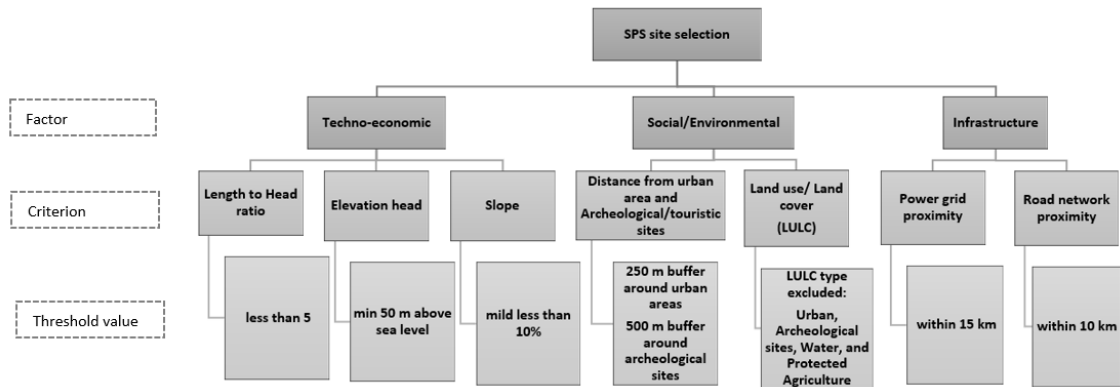 SPS site selection
Factor
Techno-economic
Social/Environmental
Infrastructure
Criterion
Length to Head
ratio
Elevation head
Slope
Distance from urban
area and
Archeological/touristic
sites
Land use/ Land
cover
(LULC)
Power grid
proximity
Road network
proximity
Threshold value
less than 5
min 50 m above
sea level
mild less than
10%
250 m buffer
around urban
areas
500 m buffer
around
archeological
sites
LULC type
excluded:
Urban,
Archeological
sites, Water, and
Protected
Agriculture
within 15 km
within 10 km